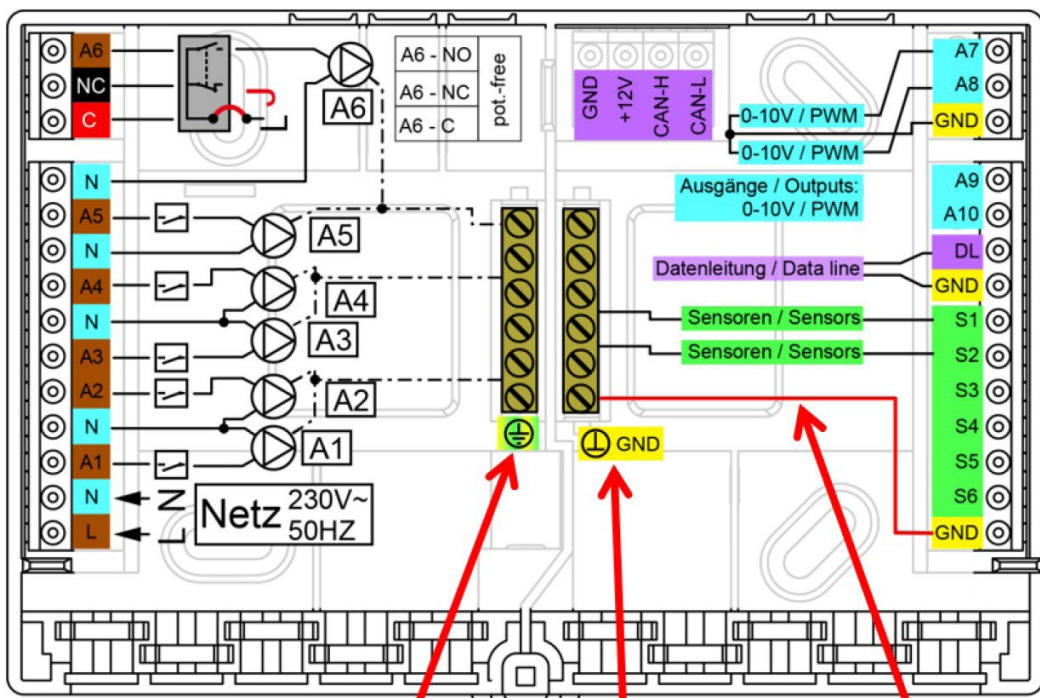 A6
NC
C
N
A5
N
A4
N
A3
A2
N
A1
N
L
A6
A5
A4
A3
A2
A1
N
L
Netz 230V~
50HZ
A6 - NO
A6 - NC
A6 - C
pot.-free
GND
+12V
CAN-H
CAN-L
0-10V / PWM
0-10V / PWM
Ausgänge / Outputs:
0-10V / PWM
Datenleitung / Data line
Sensoren / Sensors
Sensoren / Sensors
GND
A7
A8
GND
A9
A10
DL
GND
S1
S2
S3
S4
S5
S6
GND